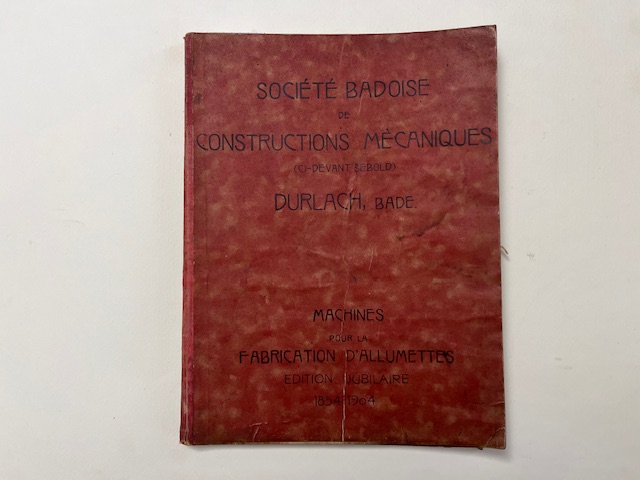 SOCIÉTÉ BADOISE
DE
CONSTRUCTIONS MÉCANIQUES
(CI-DEVANT SEBOLD)
DURLACH, BADE.
MACHINES
POUR LA
FABRICATION D'ALLUMETTES
EDITION JUBILAIRE
1854/1904